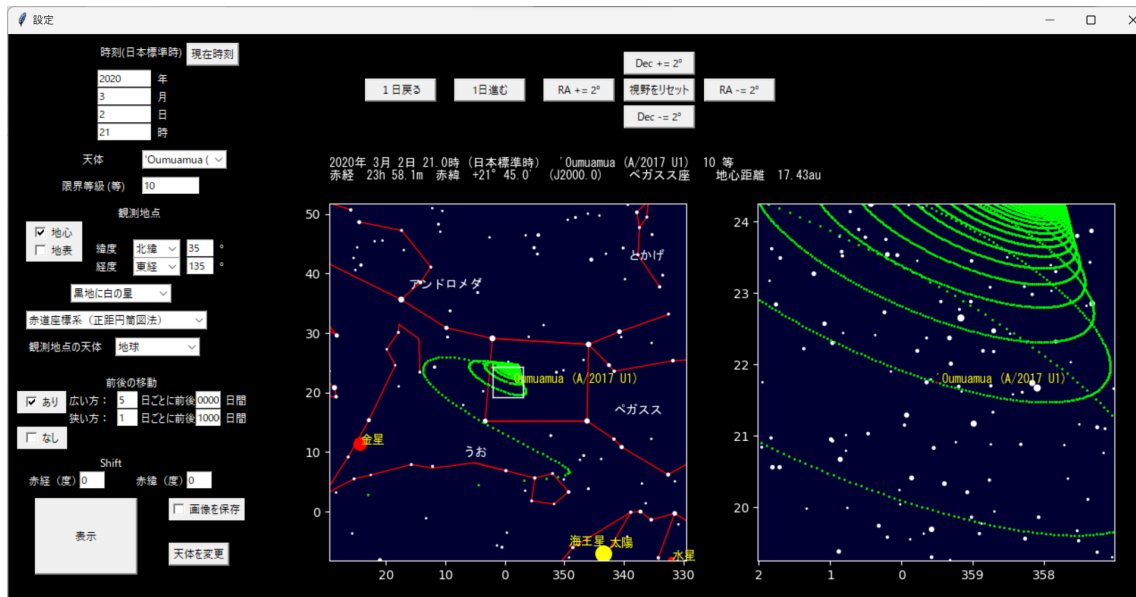 設定
時刻(日本標準時) 現在時刻
2020 年
3 月
2 日
21 時
天体 'Oumuamua (
限界等級(等) 10
観測地点
地心
地表
緯度 北緯 35 °
経度 東経 135 °
黒地に白の星
赤道座標系（正距円筒図法）
観測地点の天体 地球
前後の移動
あり
広い方： 5 日ごとに前後 0000 日間
狭い方： 1 日ごとに前後 1000 日間
なし
Shift
赤経（度） 0 赤緯（度） 0
表示
画像を保存
天体を変更
Dec += 2°
１日戻る 1日進む RA += 2° 視野をリセット RA -= 2°
Dec -= 2°
2020年 3月 2日 21.0時 (日本標準時) 'Oumuamua (A/2017 U1) 10 等
赤経 23h 58.1m 赤緯 +21° 45.0' (J2000.0) ペガスス座 地心距離 17.43au
50
40
30
20
10
0
20 10 0 350 340 330
とかげ
アンドロメダ
'Oumuamua (A/2017 U1)
ペガスス
金星
うお
海王星 太陽
水星
24
23
22
21
20
2 1 0 359 358
'Oumuamua (A/2017 U1)